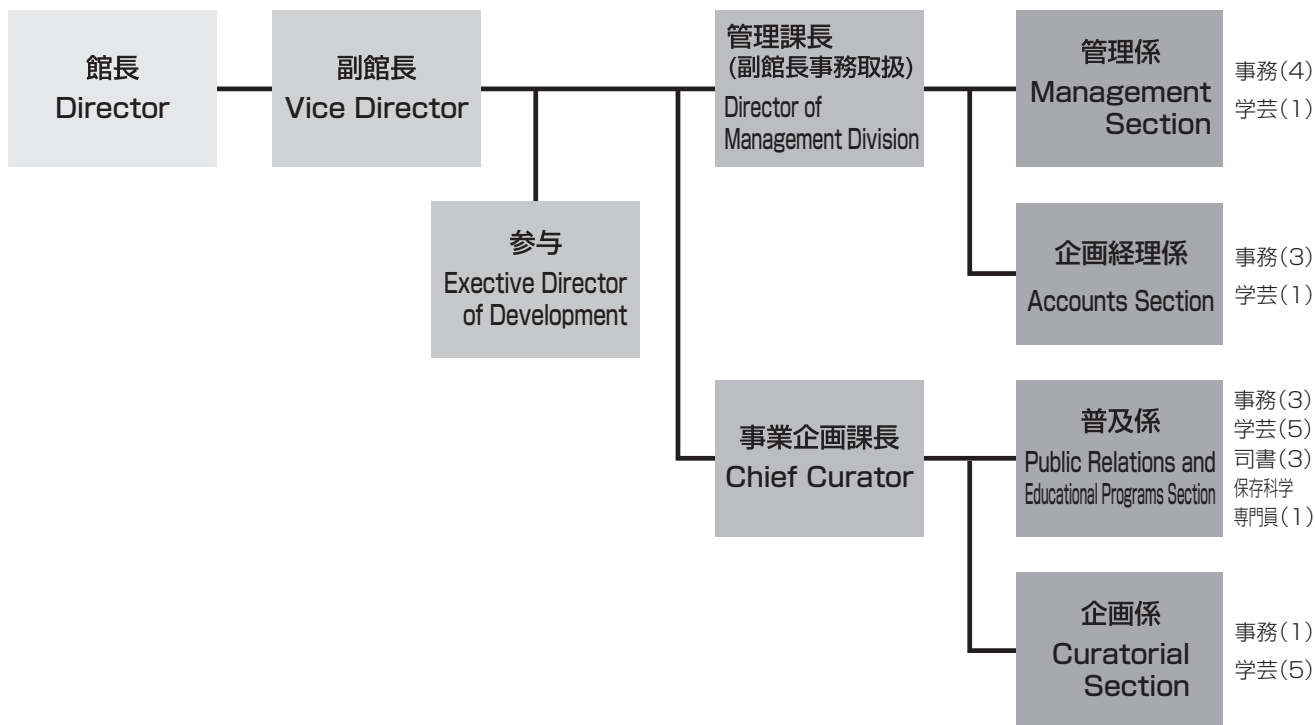 館長
Director
副館長
Vice Director
参与
Exective Director
of Development
管理課長
(副館長事務取扱)
Director of
Management Division
管理係
Management
Section
事務(4)
学芸(1)
企画経理係
Accounts Section
事務(3)
学芸(1)
事業企画課長
Chief Curator
普及係
Public Relations and
Educational Programs Section
事務(3)
学芸(5)
司書(3)
保存科学
専門員(1)
企画係
Curatorial
Section
事務(1)
学芸(5)